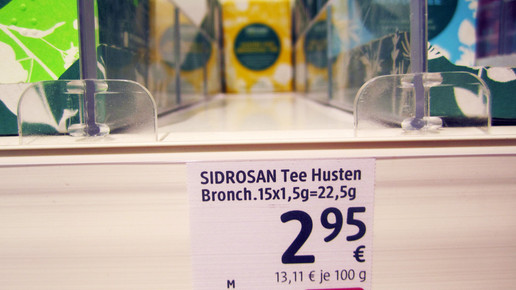 SIDROSAN Tee Husten
Bronch.15x1,5g=22,5g
2 95
€
13,11 € je 100 g
M